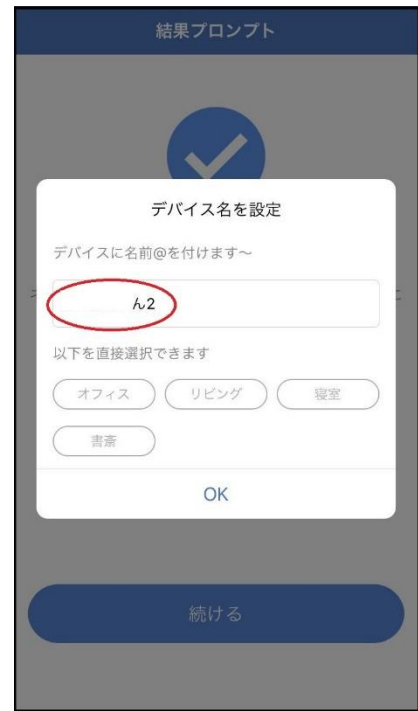 結果プロンプト
デバイス名を設定
デバイスに名前@を付けます～
ん2
以下を直接選択できます
オフィス リビング 寝室
書斎
OK
続ける